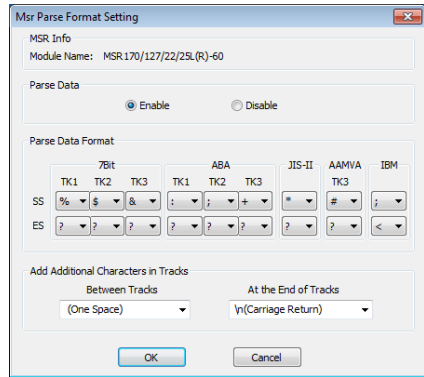 Msr Parse Format Setting
MSR Info
Module Name: MSR170/127/22/25L(R)-60
Parse Data
Enable Disable
Parse Data Format
7Bit ABA JIS-II AAMVA IBM
TK1 TK2 TK3 TK1 TK2 TK3 TK3
SS % $ & : ; + * # ;
ES ? ? ? ? ? ? ? ? <
Add Additional Characters in Tracks
Between Tracks At the End of Tracks
(One Space) \n(Carriage Return)
OK Cancel